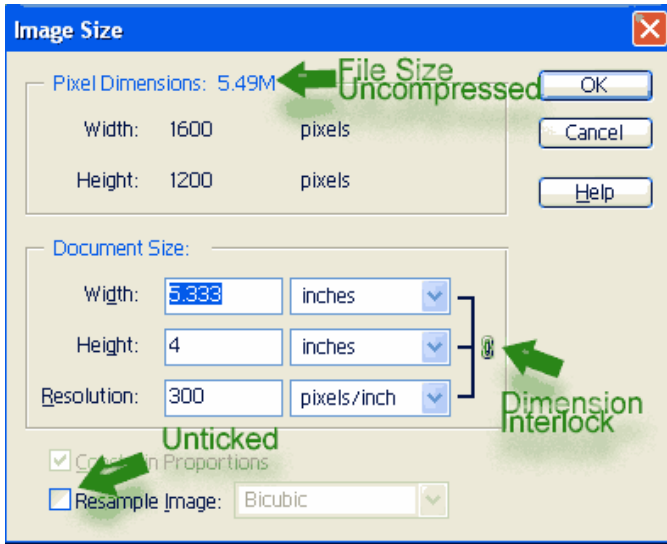 Image Size
Pixel Dimensions: 5.49M
File Size
Uncompressed
OK
Width: 1600 pixels
Cancel
Height: 1200 pixels
Help
Document Size:
Width: 5.333 inches
Height: 4 inches
Resolution: 300 pixels/inch
Dimension
Interlock
Unticked
Constrain Proportions
Resample Image: Bicubic